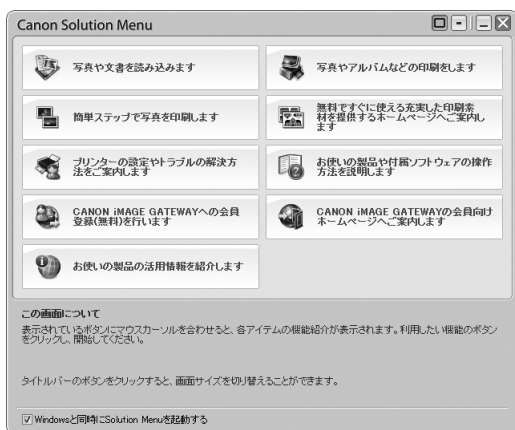 Canon Solution Menu
写真や文書を読み込みます
写真やアルバムなどの印刷をします
簡単ステップで写真を印刷します
無料ですぐに使える充実した印刷素
材を提供するホームページへご案内し
ます
プリンターの設定やトラブルの解決方
法をご案内します
お使いの製品や付属ソフトウェアの操作
方法を説明します
CANON iMAGE GATEWAYへの会員
登録(無料)を行います
CANON iMAGE GATEWAYの会員向け
ホームページへご案内します
お使いの製品の活用情報を紹介します
この画面について
表示されているボタンにマウスカーソルを合わせると、各アイテムの機能紹介が表示されます。利用したい機能のボタン
をクリックし、開始してください。
タイトルバーのボタンをクリックすると、画面サイズを切り替えることができます。
Windowsと同時にSolution Menuを起動する